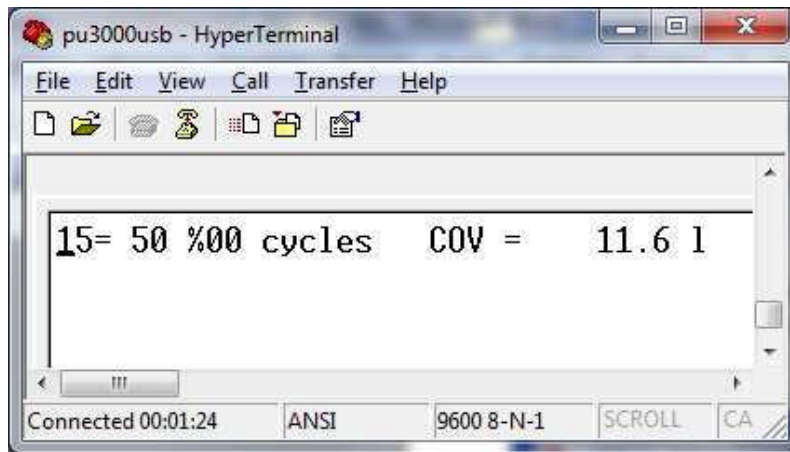 pu3000usb - HyperTerminal
File Edit View Call Transfer Help
15= 50 %00 cycles COV = 11.6 l
Connected 00:01:24 ANSI 9600 8-N-1 SCROLL CA